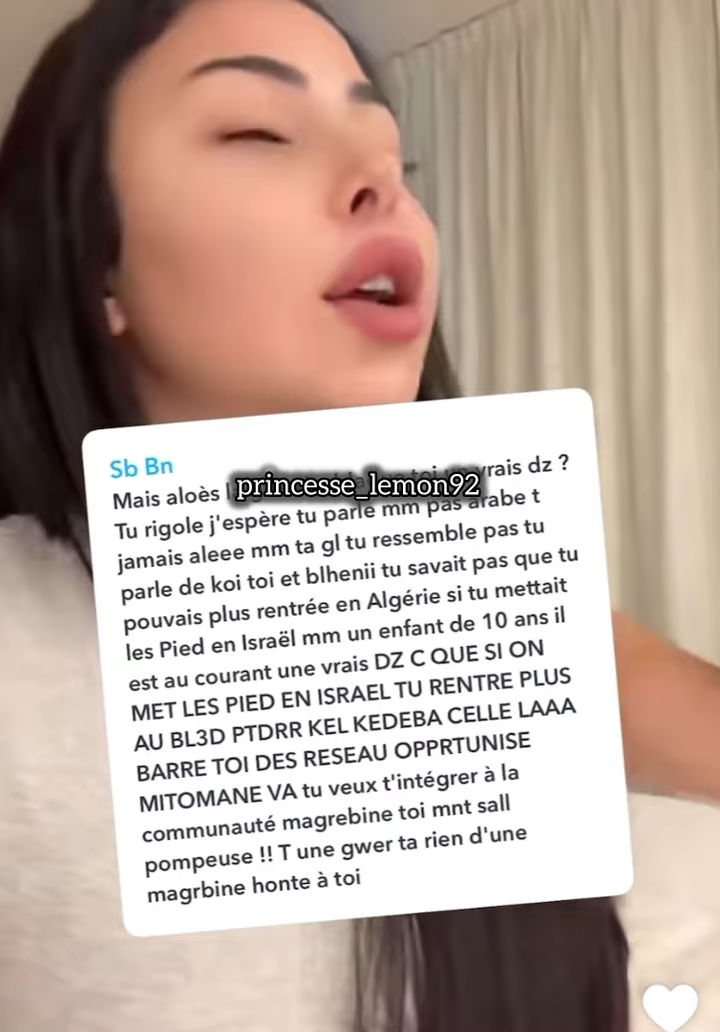 Sb Bn
Mais aloès vrais dz ?
princesse_lemon92
Tu rigole j'espère tu parle mm pas arabe t
jamais aleee mm ta gl tu ressemble pas tu
parle de koi toi et blhenii tu savait pas que tu
pouvais plus rentrée en Algérie si tu mettait
les Pied en Israël mm un enfant de 10 ans il
est au courant une vrais DZ C QUE SI ON
MET LES PIED EN ISRAEL TU RENTRE PLUS
AU BL3D PTDRR KEL KEDEBA CELLE LAAA
BARRE TOI DES RESEAU OPPRTUNISE
MITOMANE VA tu veux t'intégrer à la
communauté magrebine toi mnt sall
pompeuse !! T une gwer ta rien d'une
magrbine honte à toi